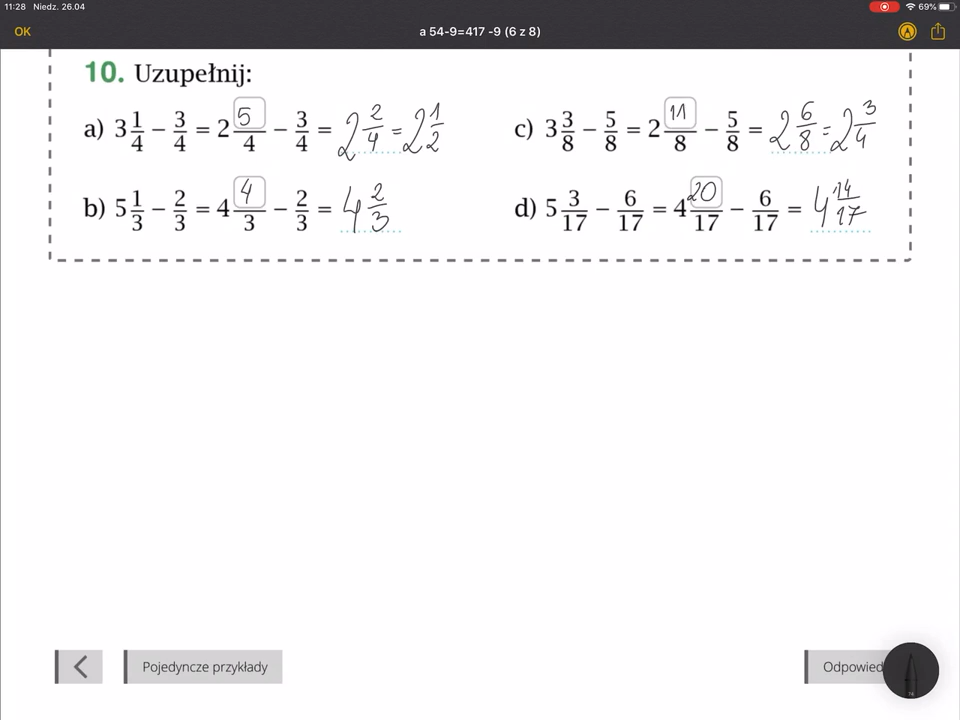 11:28 Niedz. 26.04
69%
OK
a 54-9=417 -9 (6 z 8)
10. Uzupełnij:
a) 3 1/4 − 3/4 = 2 5/4 − 3/4 = 2 2/4 = 2 1/2
c) 3 3/8 − 5/8 = 2 11/8 − 5/8 = 2 6/8 = 2 3/4
b) 5 1/3 − 2/3 = 4 4/3 − 2/3 = 4 2/3
d) 5 3/17 − 6/17 = 4 20/17 − 6/17 = 4 14/17
Pojedyncze przykłady
Odpowied